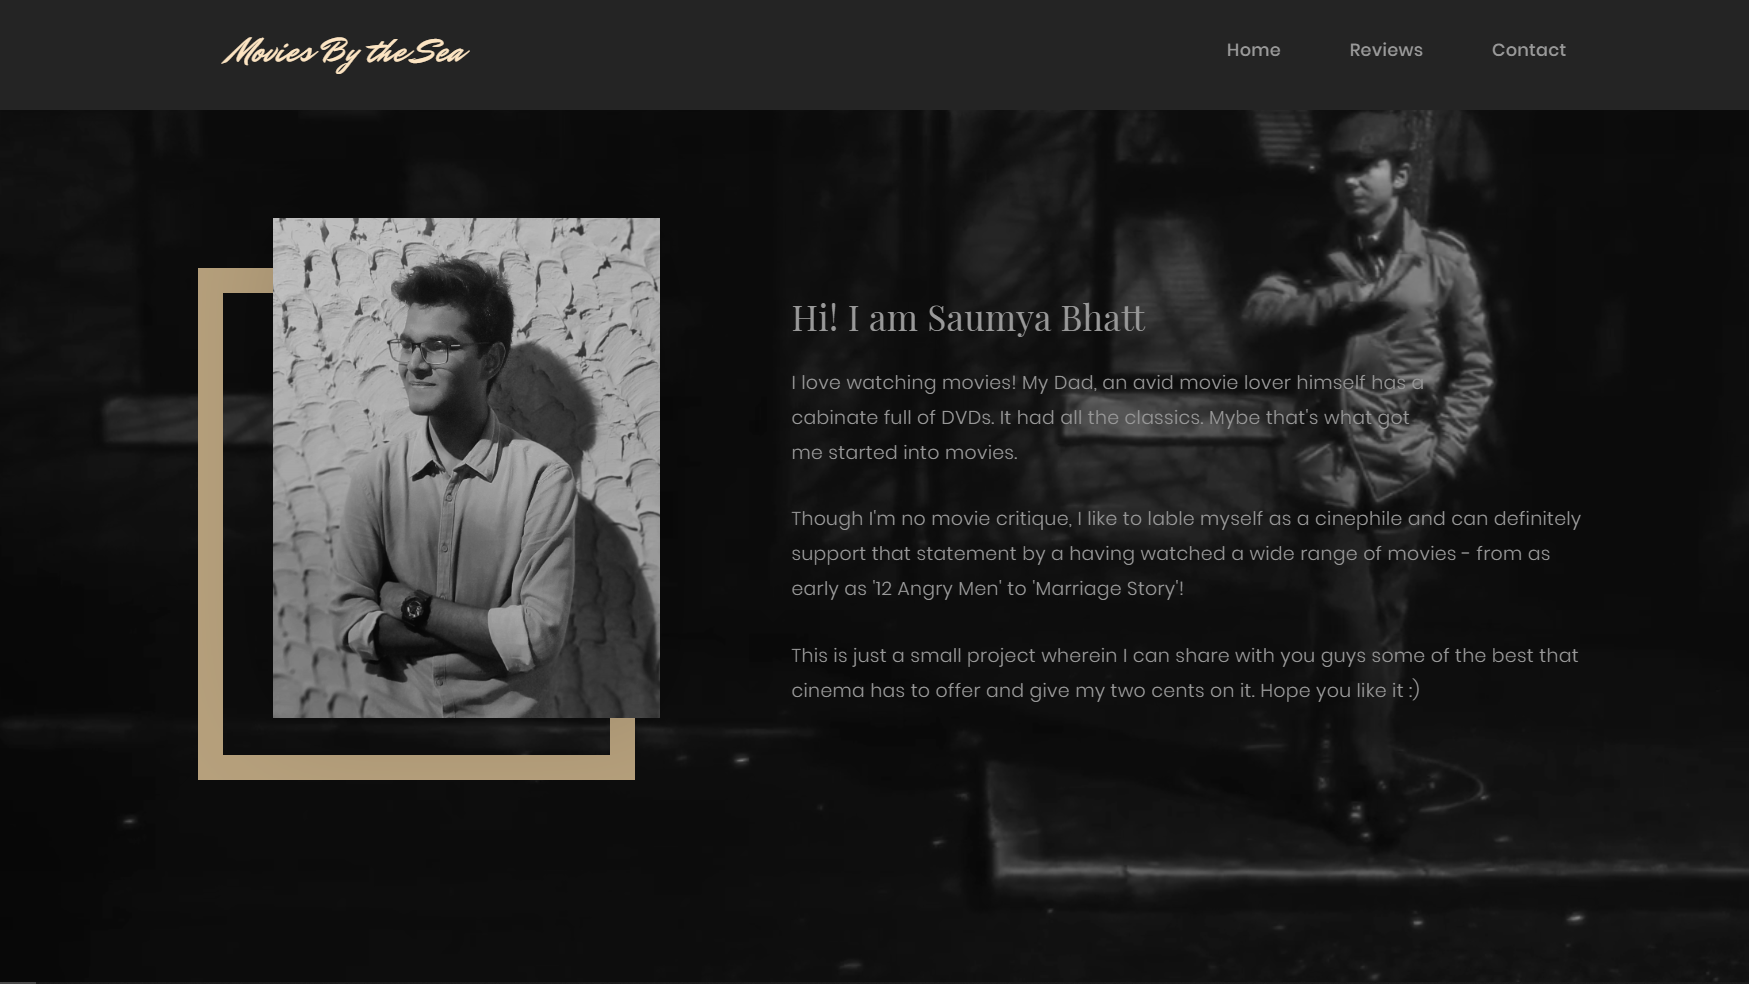 Movies By the Sea
Home
Reviews
Contact
Hi! I am Saumya Bhatt
I love watching movies! My Dad, an avid movie lover himself has a
cabinate full of DVDs. It had all the classics. Mybe that's what got
me started into movies.
Though I'm no movie critique, I like to lable myself as a cinephile and can definitely
support that statement by a having watched a wide range of movies - from as
early as '12 Angry Men' to 'Marriage Story'!
This is just a small project wherein I can share with you guys some of the best that
cinema has to offer and give my two cents on it. Hope you like it :)